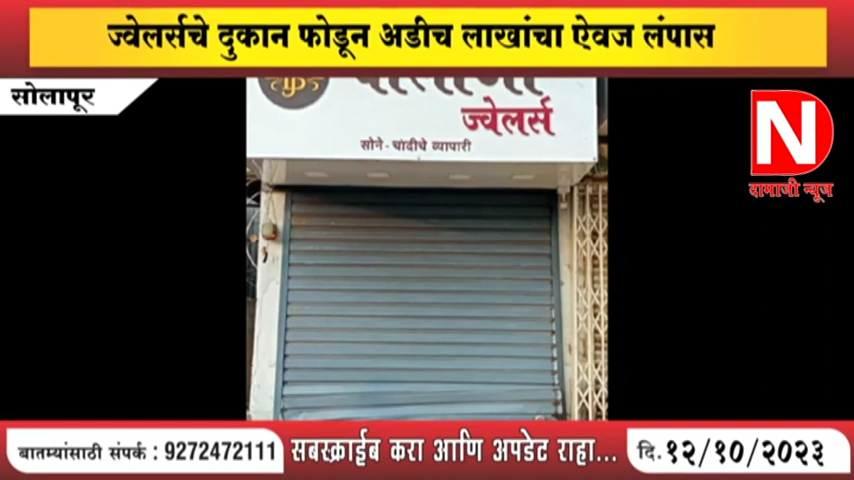 ज्वेलर्सचे दुकान फोडून अडीच लाखांचा ऐवज लंपास
सोलापूर
ज्वेलर्स
सोने - चांदीचे व्यापारी
दामाजी न्यूज
बातम्यांसाठी संपर्क : 9272472111
सबस्क्राईब करा आणि अपडेट राहा...
दि. १२/१०/२०२३